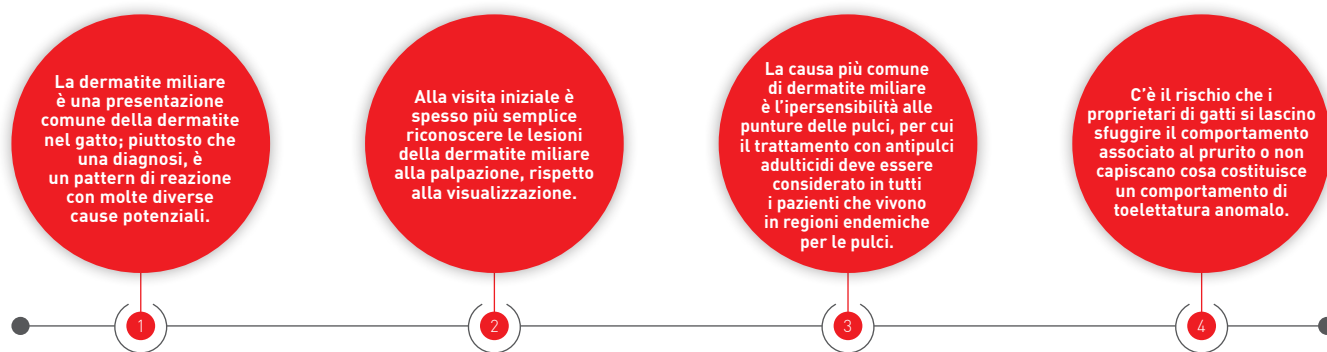 La dermatite miliare
è una presentazione
comune della dermatite
nel gatto; piuttosto che
una diagnosi, è
un pattern di reazione
con molte diverse
cause potenziali.
Alla visita iniziale è
spesso più semplice
riconoscere le lesioni
della dermatite miliare
alla palpazione, rispetto
alla visualizzazione.
La causa più comune
di dermatite miliare
è l’ipersensibilità alle
punture delle pulci, per cui
il trattamento con antipulci
adulticidi deve essere
considerato in tutti
i pazienti che vivono
in regioni endemiche
per le pulci.
C’è il rischio che i
proprietari di gatti si lascino
sfuggire il comportamento
associato al prurito o non
capiscano cosa costituisce
un comportamento di
toelettatura anomalo.
1
2
3
4